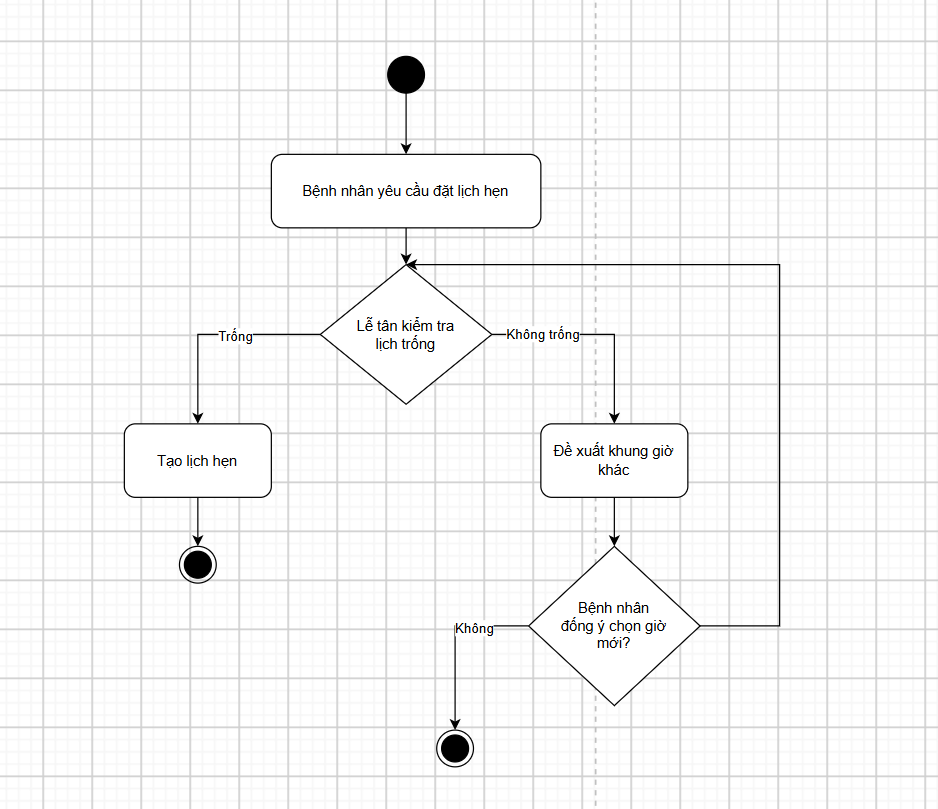 Bệnh nhân yêu cầu đặt lịch hẹn
Lễ tân kiểm tra
lịch trống
Trống
Không trống
Tạo lịch hẹn
Đề xuất khung giờ
khác
Bệnh nhân
đống ý chọn giờ
mới?
Không